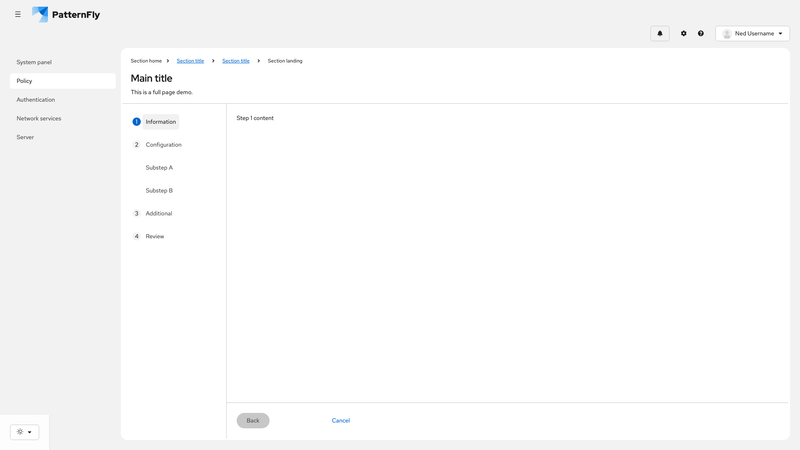 PatternFly
Ned Username
System panel
Policy
Authentication
Network services
Server
Section home
Section title
Section title
Section landing
Main title
This is a full page demo.
1 Information
2 Configuration
Substep A
Substep B
3 Additional
4 Review
Step 1 content
Back
Cancel